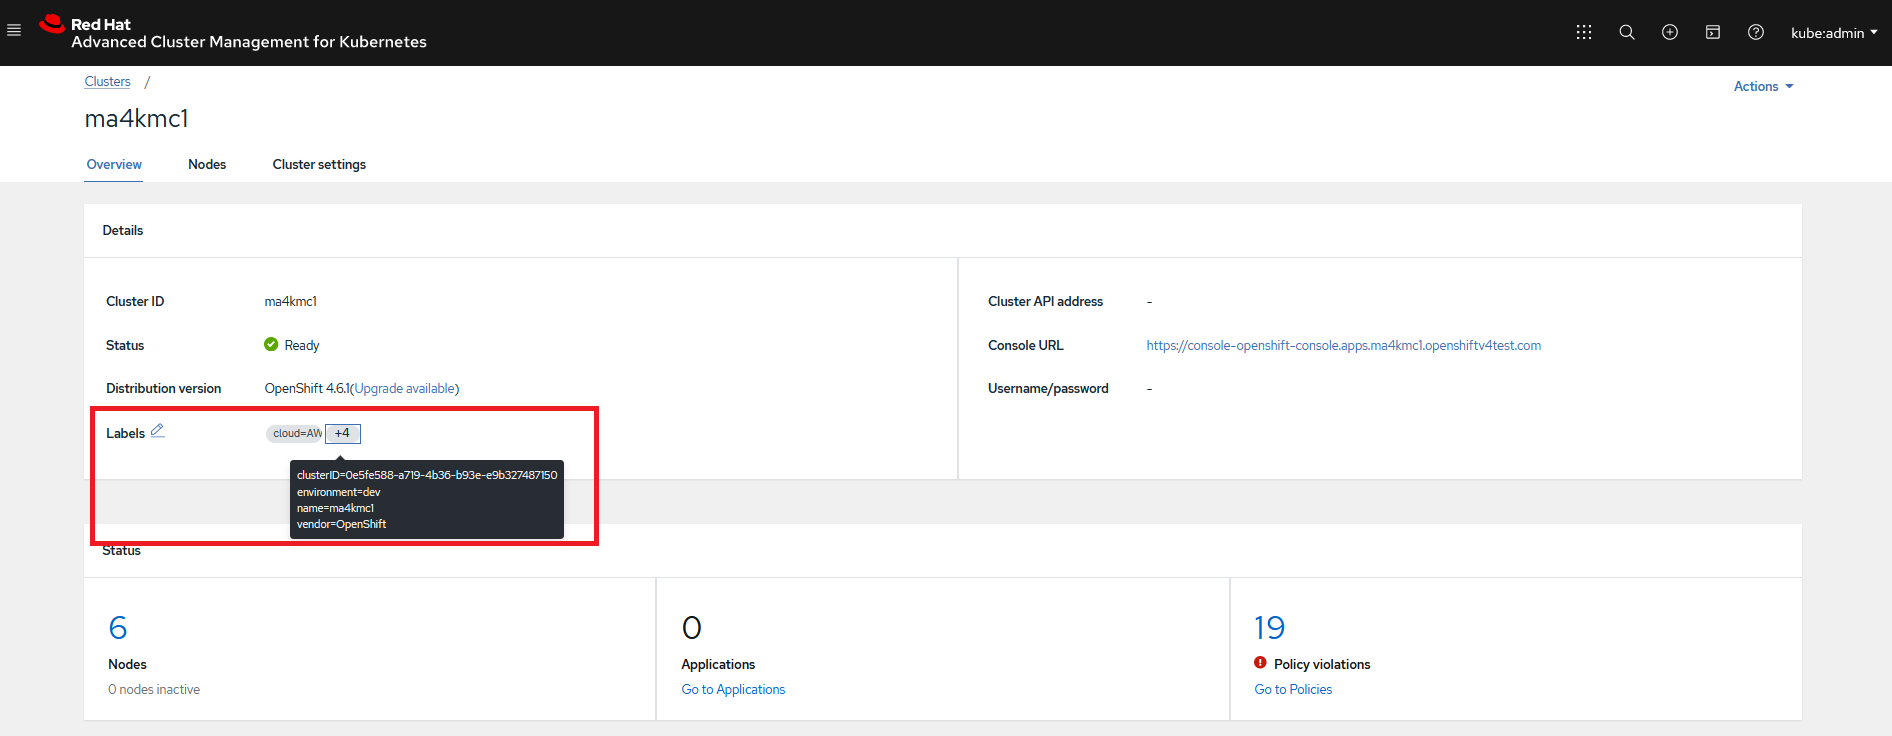 Red Hat
Advanced Cluster Management for Kubernetes
kube:admin
Clusters /
Actions
ma4kmc1
Overview Nodes Cluster settings
Details
Cluster ID ma4kmc1
Cluster API address -
Status Ready
Console URL https://console-openshift-console.apps.ma4kmc1.openshiftv4test.com
Distribution version OpenShift 4.6.1(Upgrade available)
Username/password -
Labels cloud=AW +4
clusterID=0e5fe588-a719-4b36-b93e-e9b327487150
environment=dev
name=ma4kmc1
vendor=OpenShift
Status
6
Nodes
0 nodes inactive
0
Applications
Go to Applications
19
Policy violations
Go to Policies